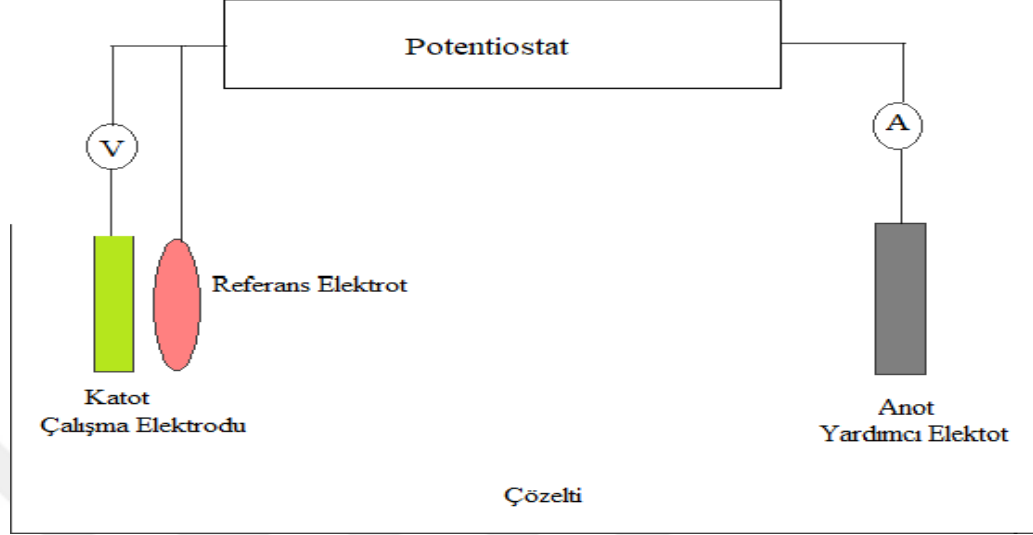 Potentiostat
V
A
Referans Elektrot
Katot
Çalışma Elektrodu
Anot
Yardımcı Elektot
Çözelti